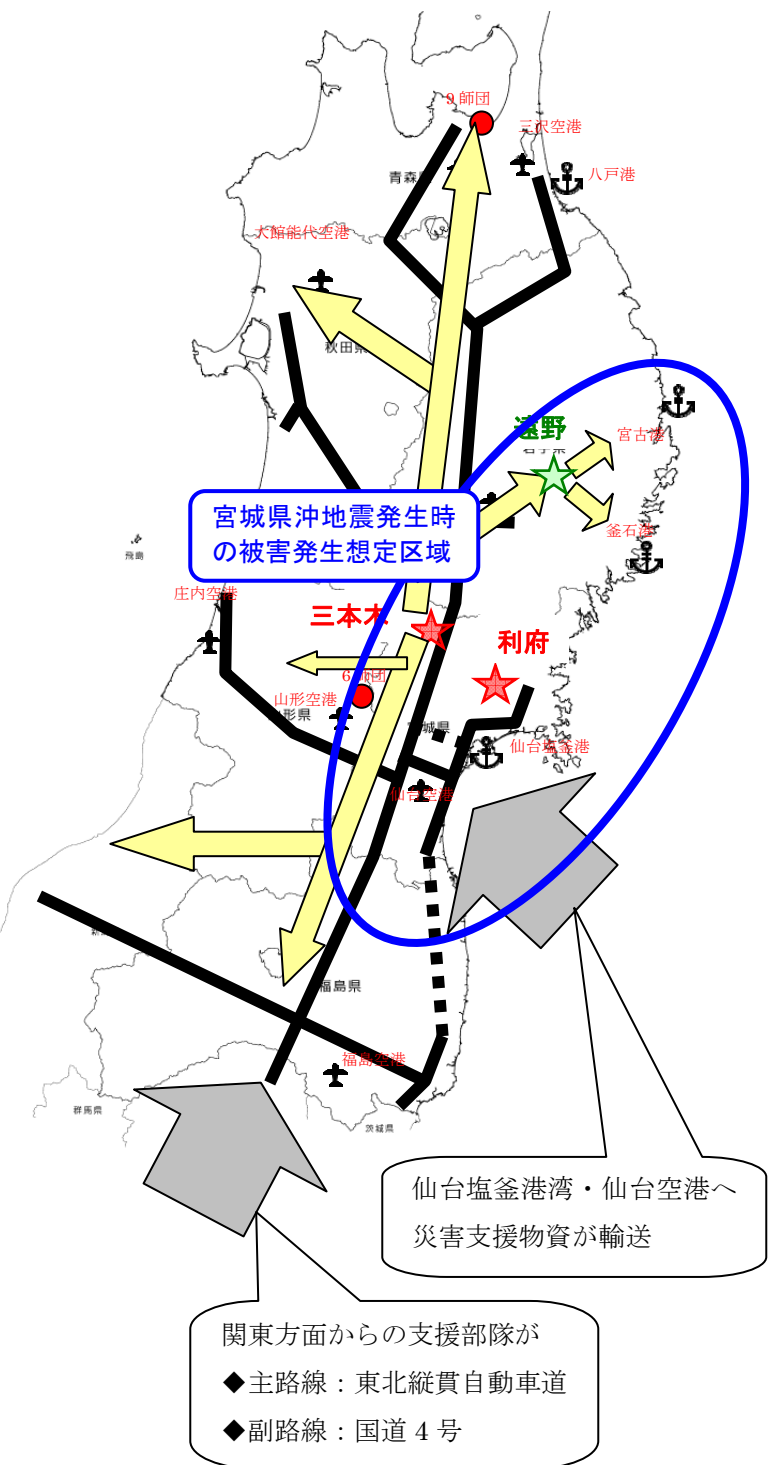 9師団
三沢空港
八戸港
青森県
大館能代空港
秋田県
遠野
岩手県
宮古港
宮城県沖地震発生時
の被害発生想定区域
釜石港
飛島
庄内空港
三本木
利府
6師団
山形空港
山形県
宮城県
仙台塩釜港
仙台空港
福島県
福島空港
群馬県
茨城県
仙台塩釜港湾・仙台空港へ
災害支援物資が輸送
関東方面からの支援部隊が
◆主路線：東北縦貫自動車道
◆副路線：国道4号